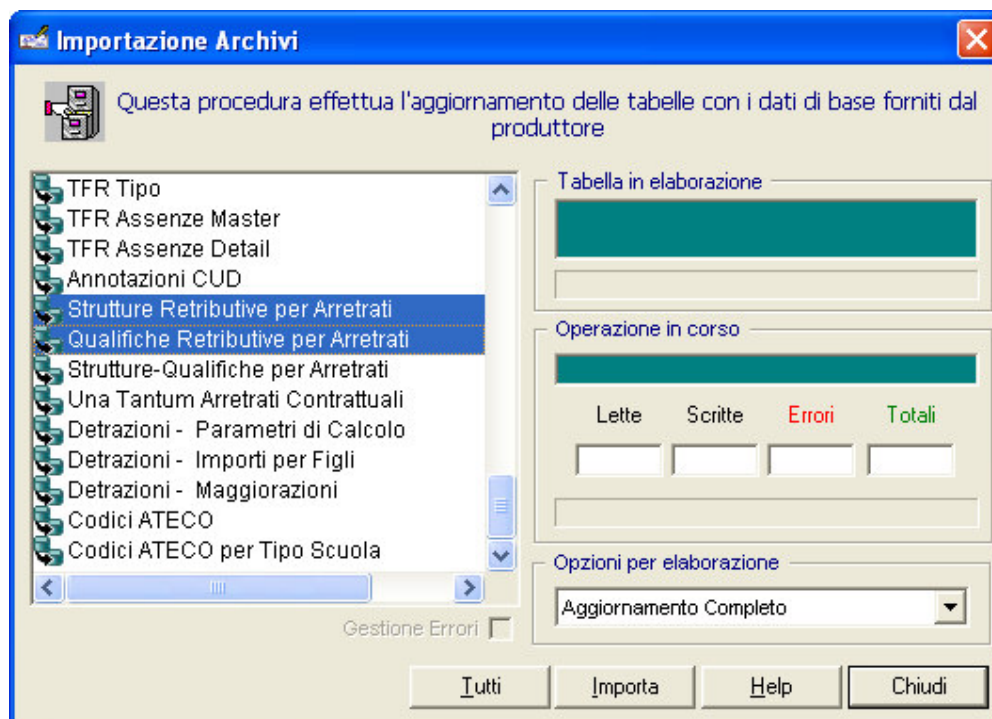 Importazione Archivi
Questa procedura effettua l'aggiornamento delle tabelle con i dati di base forniti dal
produttore
TFR Tipo
TFR Assenze Master
TFR Assenze Detail
Annotazioni CUD
Strutture Retributive per Arretrati
Qualifiche Retributive per Arretrati
Strutture-Qualifiche per Arretrati
Una Tantum Arretrati Contrattuali
Detrazioni - Parametri di Calcolo
Detrazioni - Importi per Figli
Detrazioni - Maggiorazioni
Codici ATECO
Codici ATECO per Tipo Scuola
Gestione Errori
Tabella in elaborazione
Operazione in corso
Lette Scritte Errori Totali
Opzioni per elaborazione
Aggiornamento Completo
Tutti Importa Help Chiudi